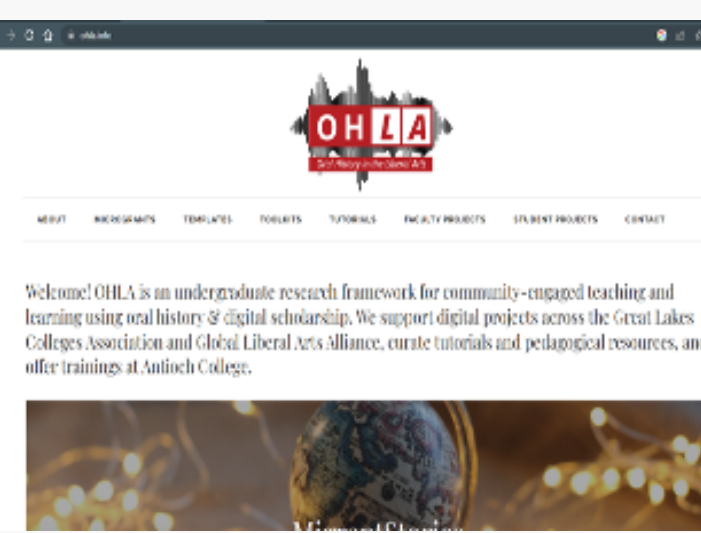 ohla.info
OHLA
Oral History in the Liberal Arts
ABOUT MICROGRANTS TEMPLATES TOOLKITS TUTORIALS FACULTY PROJECTS STUDENT PROJECTS CONTACT
Welcome! OHLA is an undergraduate research framework for community-engaged teaching and
learning using oral history & digital scholarship. We support digital projects across the Great Lakes
Colleges Association and Global Liberal Arts Alliance, curate tutorials and pedagogical resources, and
offer trainings at Antioch College.
MigrantStories